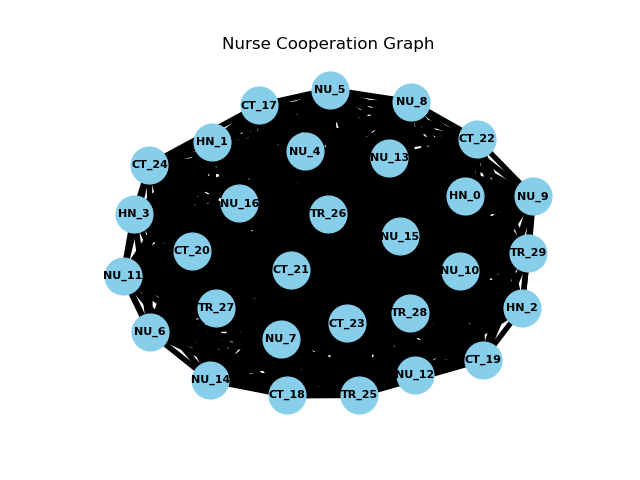 Nurse Cooperation Graph
NU_5
NU_8
CT_17
CT_22
HN_1
NU_4
NU_13
CT_24
HN_0
NU_9
NU_16
HN_3
TR_26
NU_15
CT_20
TR_29
CT_21
NU_10
NU_11
TR_27
HN_2
TR_28
CT_23
NU_6
NU_7
CT_19
NU_12
NU_14
CT_18
TR_25